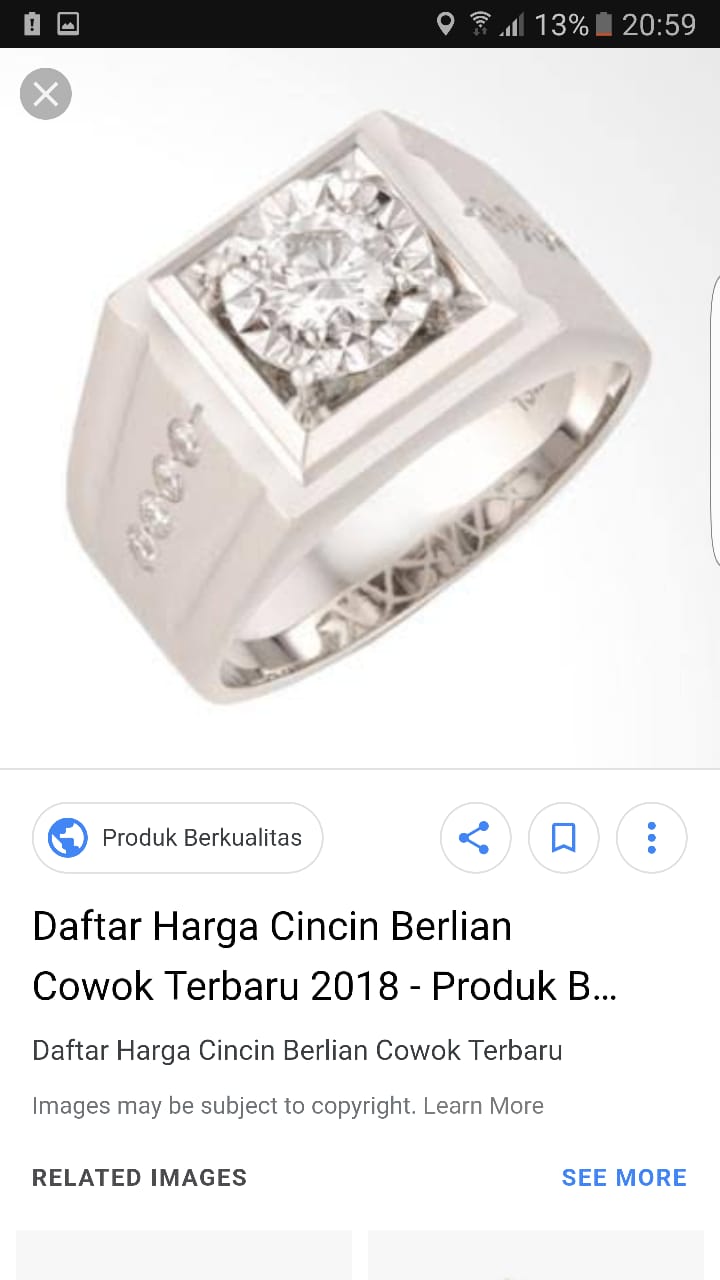 13% 20:59
Produk Berkualitas
Daftar Harga Cincin Berlian
Cowok Terbaru 2018 - Produk B...
Daftar Harga Cincin Berlian Cowok Terbaru
Images may be subject to copyright. Learn More
RELATED IMAGES SEE MORE